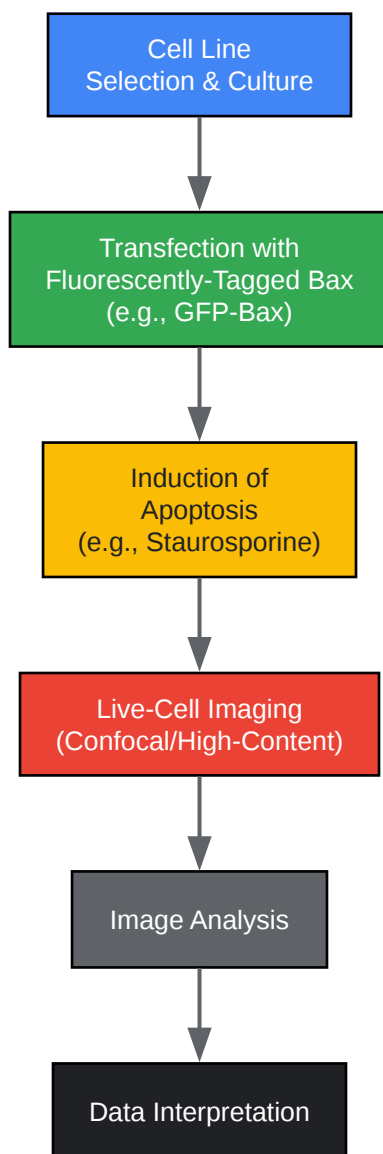 Cell Line
Selection & Culture
Transfection with
Fluorescently-Tagged Bax
(e.g., GFP-Bax)
Induction of
Apoptosis
(e.g., Staurosporine)
Live-Cell Imaging
(Confocal/High-Content)
Image Analysis
Data Interpretation